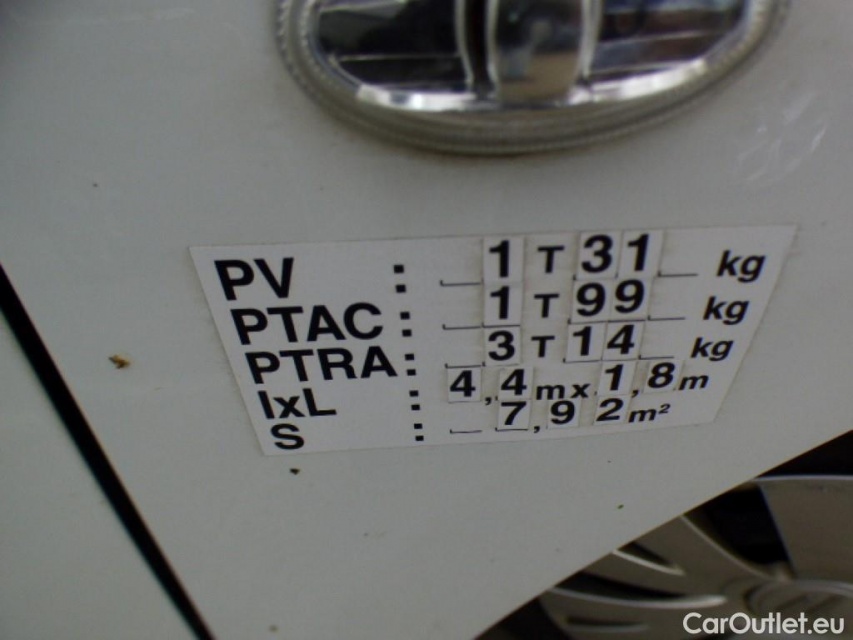 PV : _ 1 T 31 _ kg
PTAC : _ 1 T 99 _ kg
PTRA : 3 T 14 _ kg
lxL : 4,4 m x 1,8 m
S : _ 7,92 m²
CarOutlet.eu